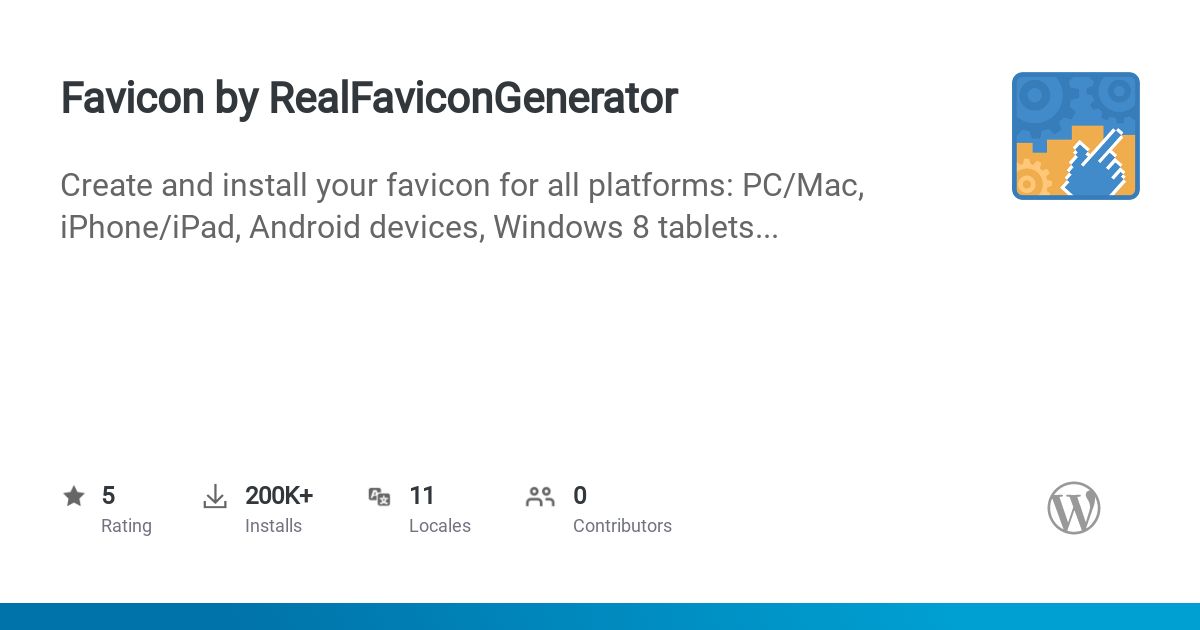 Favicon by RealFaviconGenerator
Create and install your favicon for all platforms: PC/Mac,
iPhone/iPad, Android devices, Windows 8 tablets...
5
Rating
200K+
Installs
11
Locales
0
Contributors